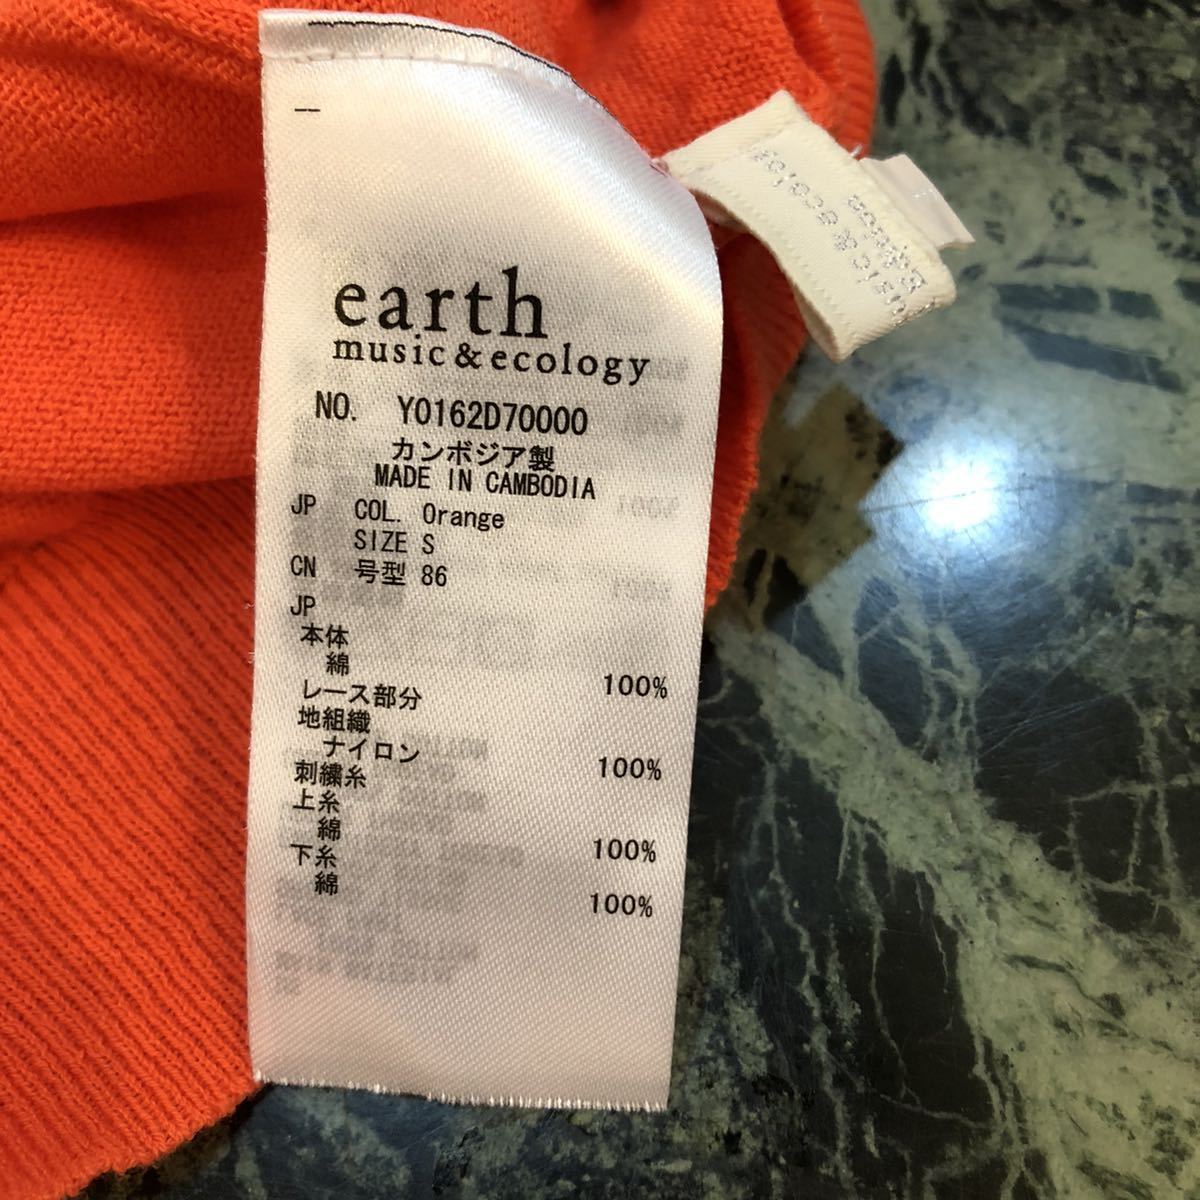 earth
music&ecology
NO. Y0162D70000
カンボジア製
MADE IN CAMBODIA
JP COL. Orange
SIZE S
CN 号型 86
JP
本体
綿 100%
レース部分
地組織
ナイロン 100%
刺繍糸
上糸
綿 100%
下糸
綿 100%